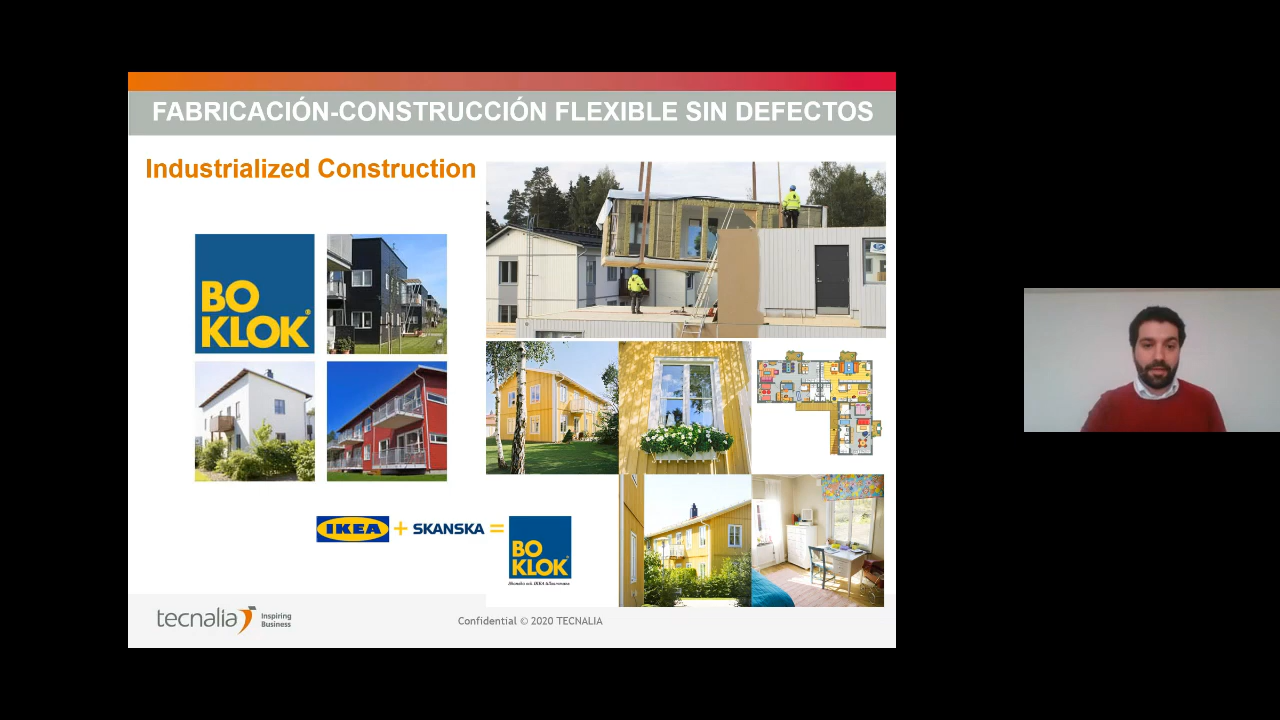 FABRICACIÓN-CONSTRUCCIÓN FLEXIBLE SIN DEFECTOS
Industrialized Construction
BO
KLOK®
IKEA + SKANSKA =
BO
KLOK
tecnalia Inspiring
Business
Confidential © 2020 TECNALIA